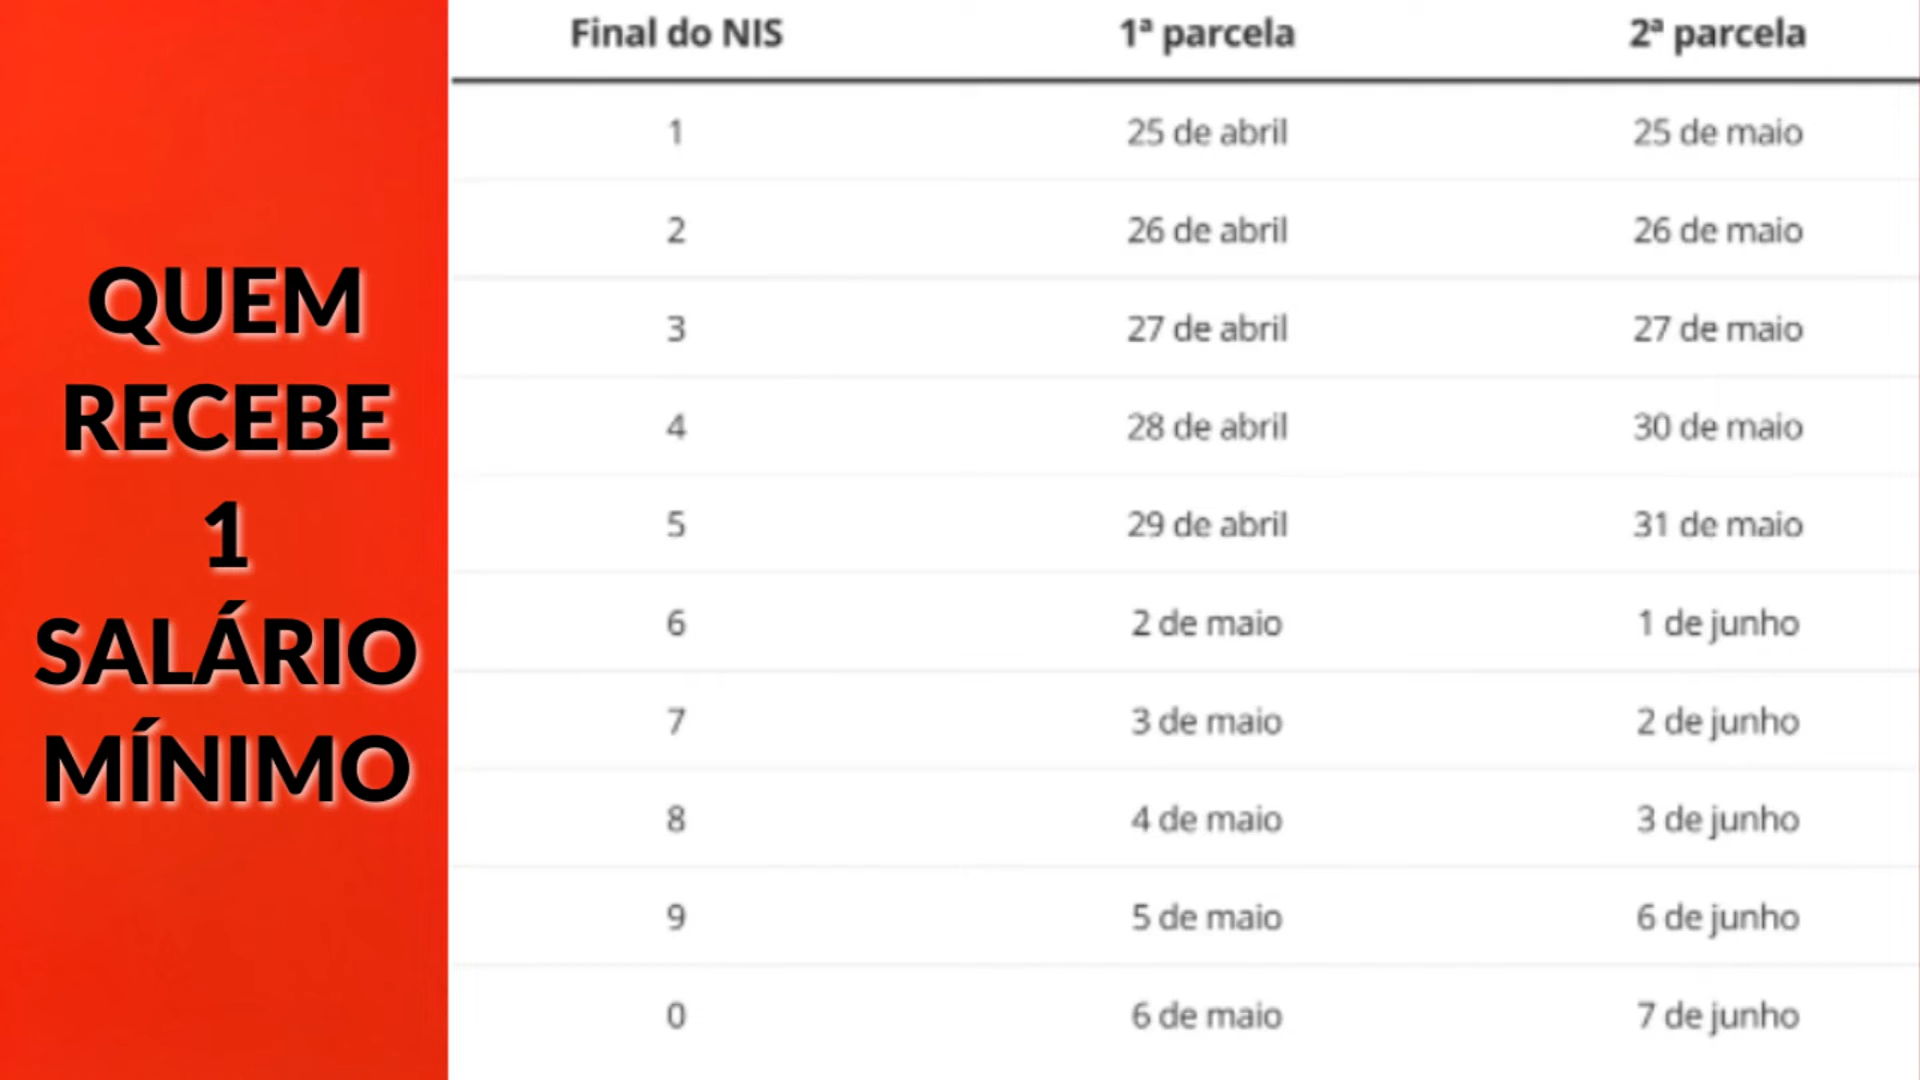 QUEM
RECEBE
1
SALÁRIO
MÍNIMO
Final do NIS 1ª parcela 2ª parcela
1 25 de abril 25 de maio
2 26 de abril 26 de maio
3 27 de abril 27 de maio
4 28 de abril 30 de maio
5 29 de abril 31 de maio
6 2 de maio 1 de junho
7 3 de maio 2 de junho
8 4 de maio 3 de junho
9 5 de maio 6 de junho
0 6 de maio 7 de junho